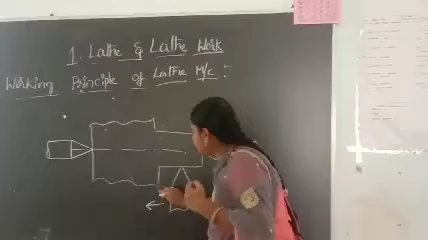 1. Lathe & Lathe Work
Working Principle of Lathe M/c :